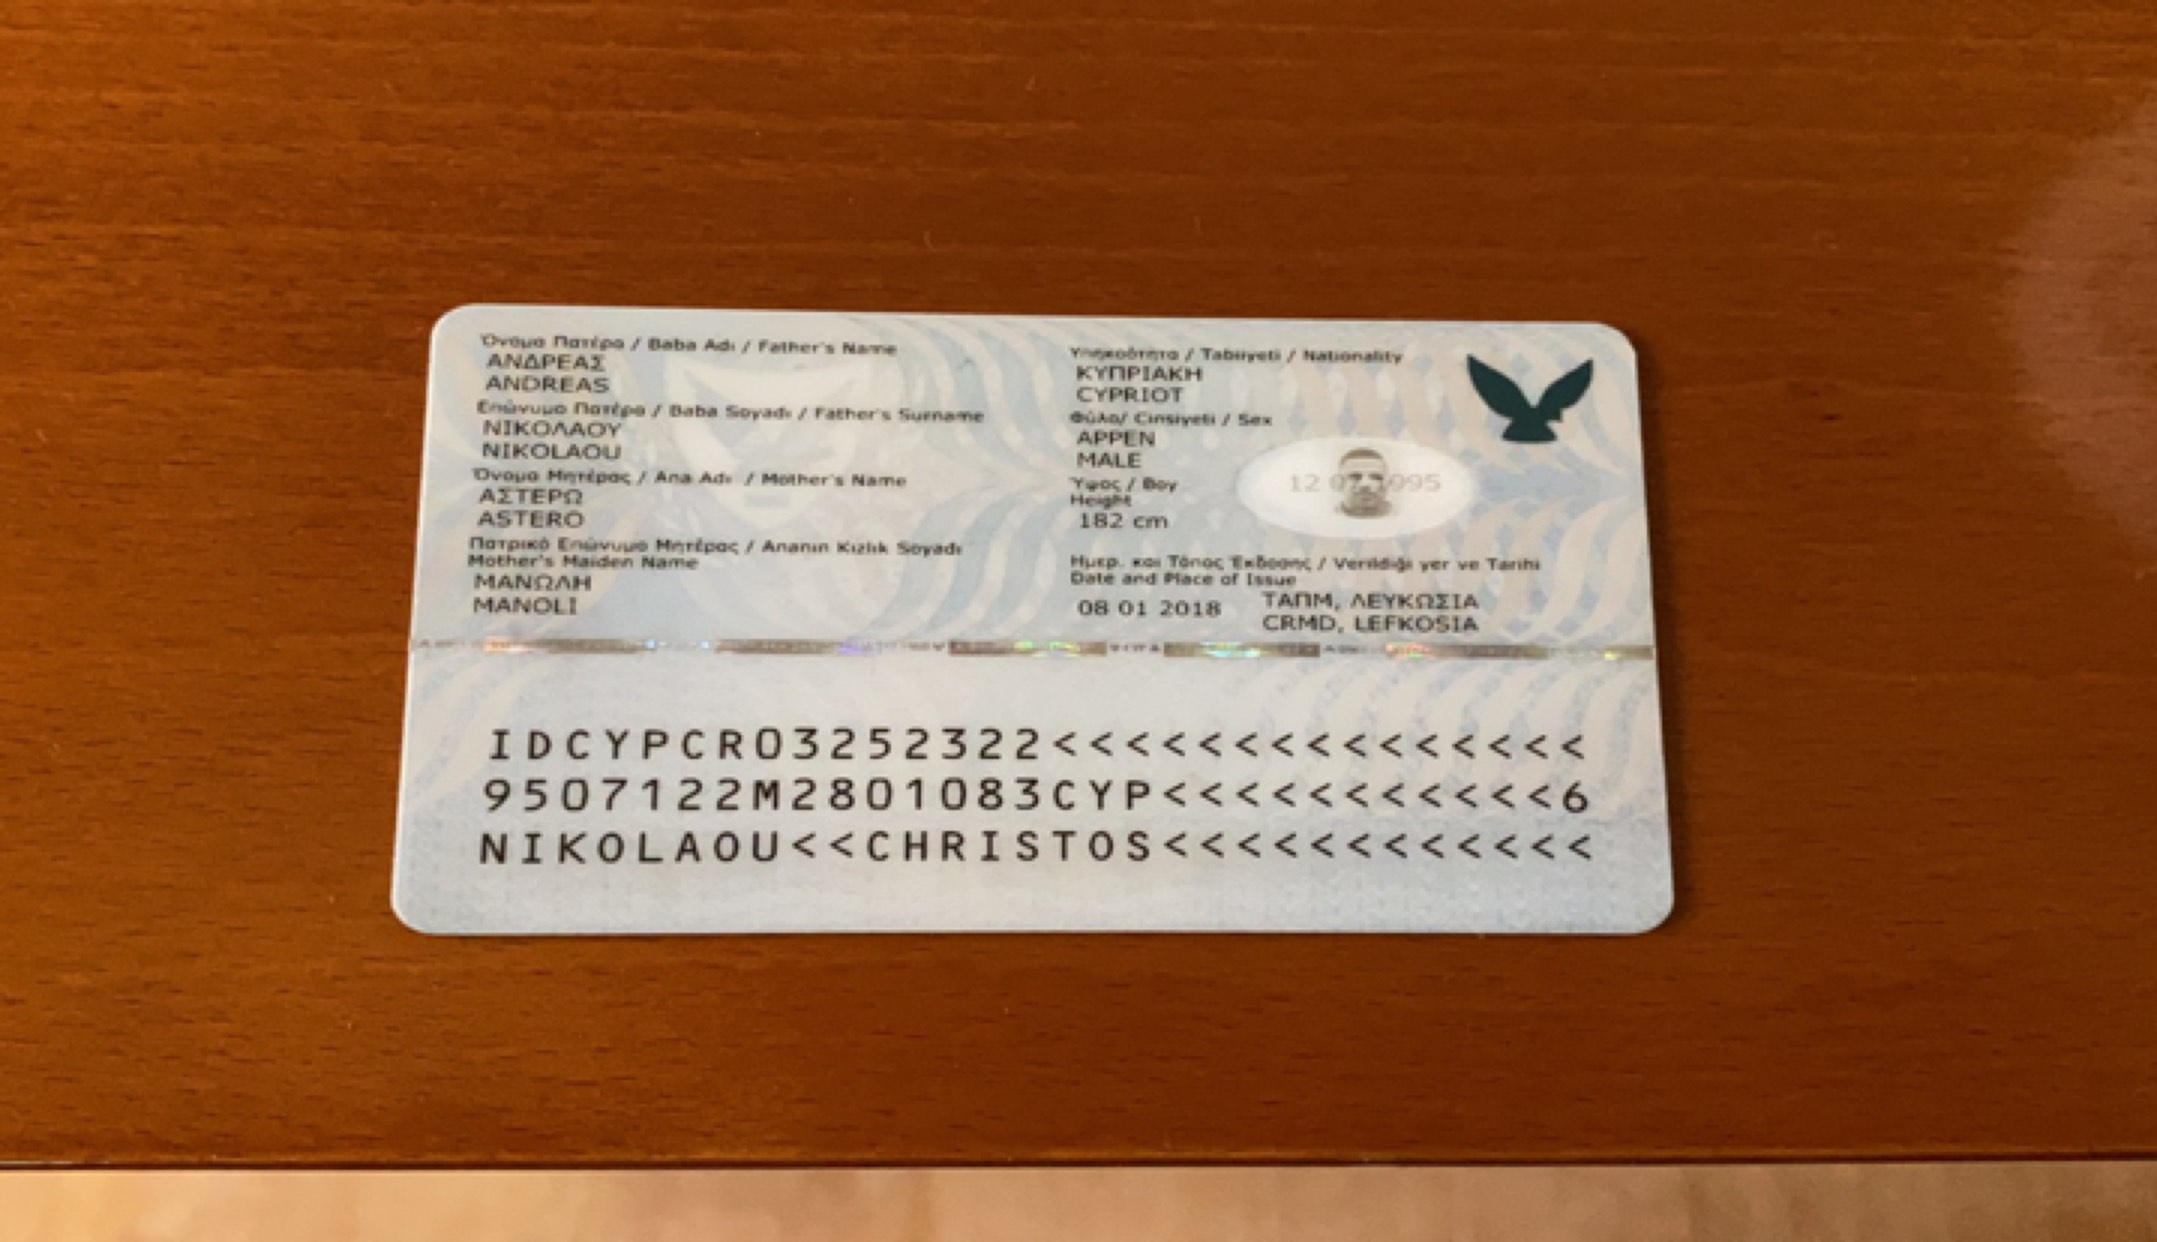 Όνομα Πατέρα / Baba Adı / Father's Name
ΑΝΔΡΕΑΣ
ANDREAS
Επώνυμο Πατέρα / Baba Soyadı / Father's Surname
ΝΙΚΟΛΑΟΥ
NIKOLAOU
Όνομα Μητέρας / Ana Adı / Mother's Name
ΑΣΤΕΡΩ
ASTERO
Πατρικό Επώνυμο Μητέρας / Ananın Kızlık Soyadı
Mother's Maiden Name
ΜΑΝΩΛΗ
MANOLI
Υπηκοότητα / Tabiiyeti / Nationality
ΚΥΠΡΙΑΚΗ
CYPRIOT
Φύλο/ Cinsiyeti / Sex
ΑΡΡΕΝ
MALE
Ύψος / Boy
Height
182 cm
12 07 1995
Ημερ. και Τόπος Έκδοσης / Verildiği yer ve Tarihi
Date and Place of Issue
08 01 2018
ΤΑΠΜ, ΛΕΥΚΩΣΙΑ
CRMD, LEFKOSIA
IDCYPCR03252322<<<<<<<<<<<<<<<
9507122M2801083CYP<<<<<<<<<<<6
NIKOLAOU<<CHRISTOS<<<<<<<<<<<<